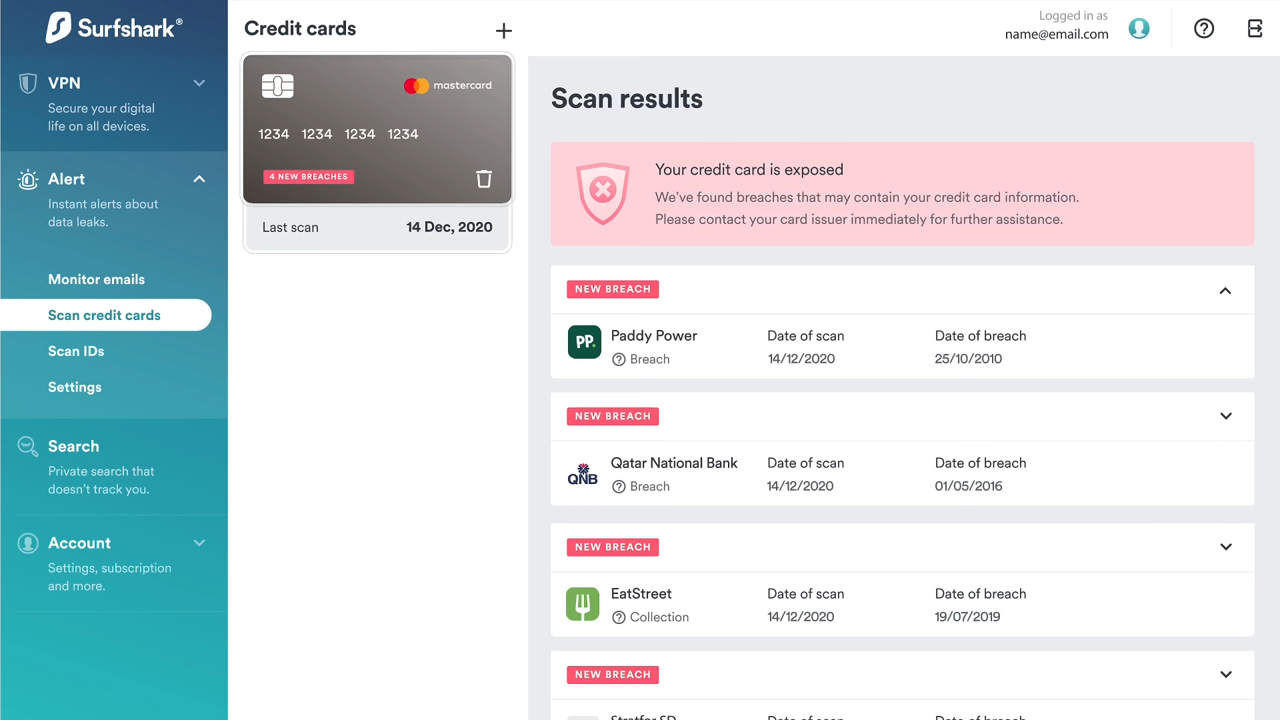 Surfshark®
VPN
Secure your digital
life on all devices.
Alert
Instant alerts about
data leaks.
Monitor emails
Scan credit cards
Scan IDs
Settings
Search
Private search that
doesn't track you.
Account
Settings, subscription
and more.
Credit cards
mastercard
1234 1234 1234 1234
4 NEW BREACHES
Last scan 14 Dec, 2020
Logged in as
name@email.com
Scan results
Your credit card is exposed
We've found breaches that may contain your credit card information.
Please contact your card issuer immediately for further assistance.
NEW BREACH
PP.
Paddy Power Date of scan Date of breach
Breach 14/12/2020 25/10/2010
NEW BREACH
QNB
Qatar National Bank Date of scan Date of breach
Breach 14/12/2020 01/05/2016
NEW BREACH
EatStreet Date of scan Date of breach
Collection 14/12/2020 19/07/2019
NEW BREACH
Date of scan Date of breach